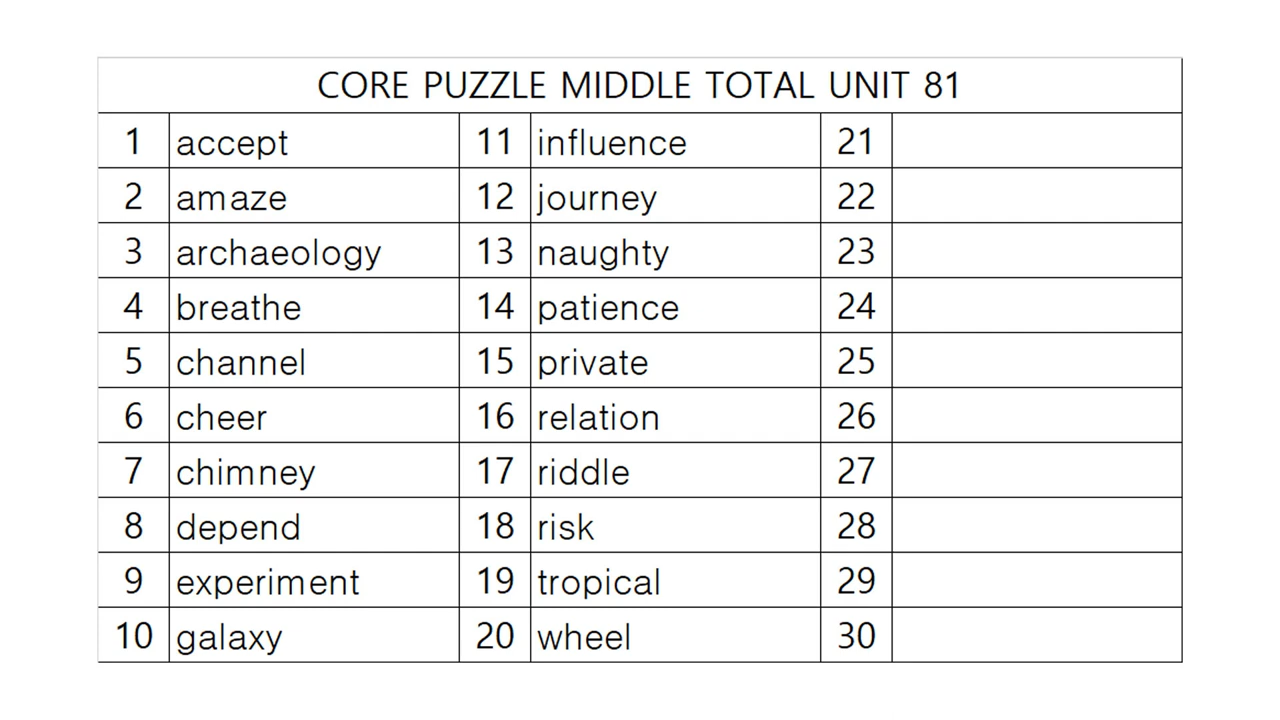 CORE PUZZLE MIDDLE TOTAL UNIT 81
1 accept 11 influence 21
2 amaze 12 journey 22
3 archaeology 13 naughty 23
4 breathe 14 patience 24
5 channel 15 private 25
6 cheer 16 relation 26
7 chimney 17 riddle 27
8 depend 18 risk 28
9 experiment 19 tropical 29
10 galaxy 20 wheel 30